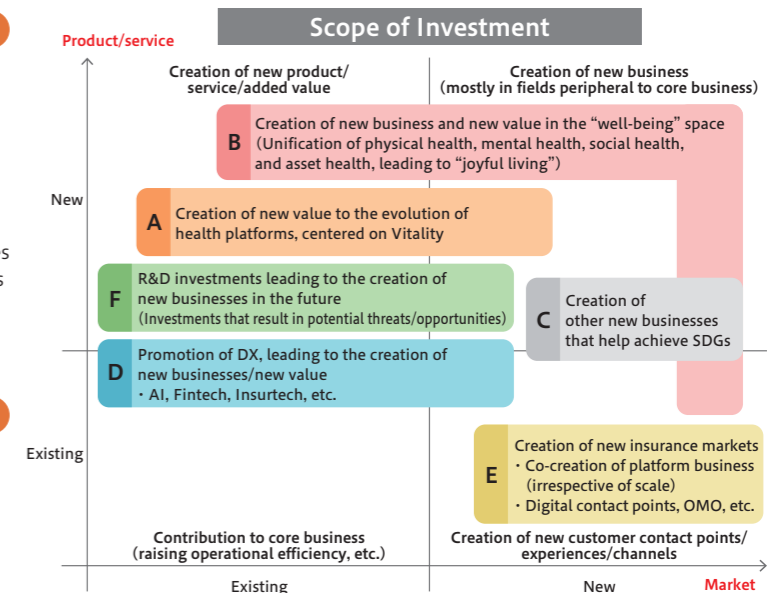 Scope of Investment
Product/service
Creation of new product/
service/added value
Creation of new business
(mostly in fields peripheral to core business)
B
Creation of new business and new value in the “well-being” space
(Unification of physical health, mental health, social health,
and asset health, leading to “joyful living”)
New
A
Creation of new value to the evolution of
health platforms, centered on Vitality
es
s
F
R&D investments leading to the creation of
new businesses in the future
(Investments that result in potential threats/opportunities)
C
Creation of
other new businesses
that help achieve SDGs
D
Promotion of DX, leading to the creation of
new businesses/new value
・AI, Fintech, Insurtech, etc.
Existing
E
Creation of new insurance markets
・Co-creation of platform business
(irrespective of scale)
・Digital contact points, OMO, etc.
Contribution to core business
(raising operational efficiency, etc.)
Creation of new customer contact points/
experiences/channels
Existing
New
Market